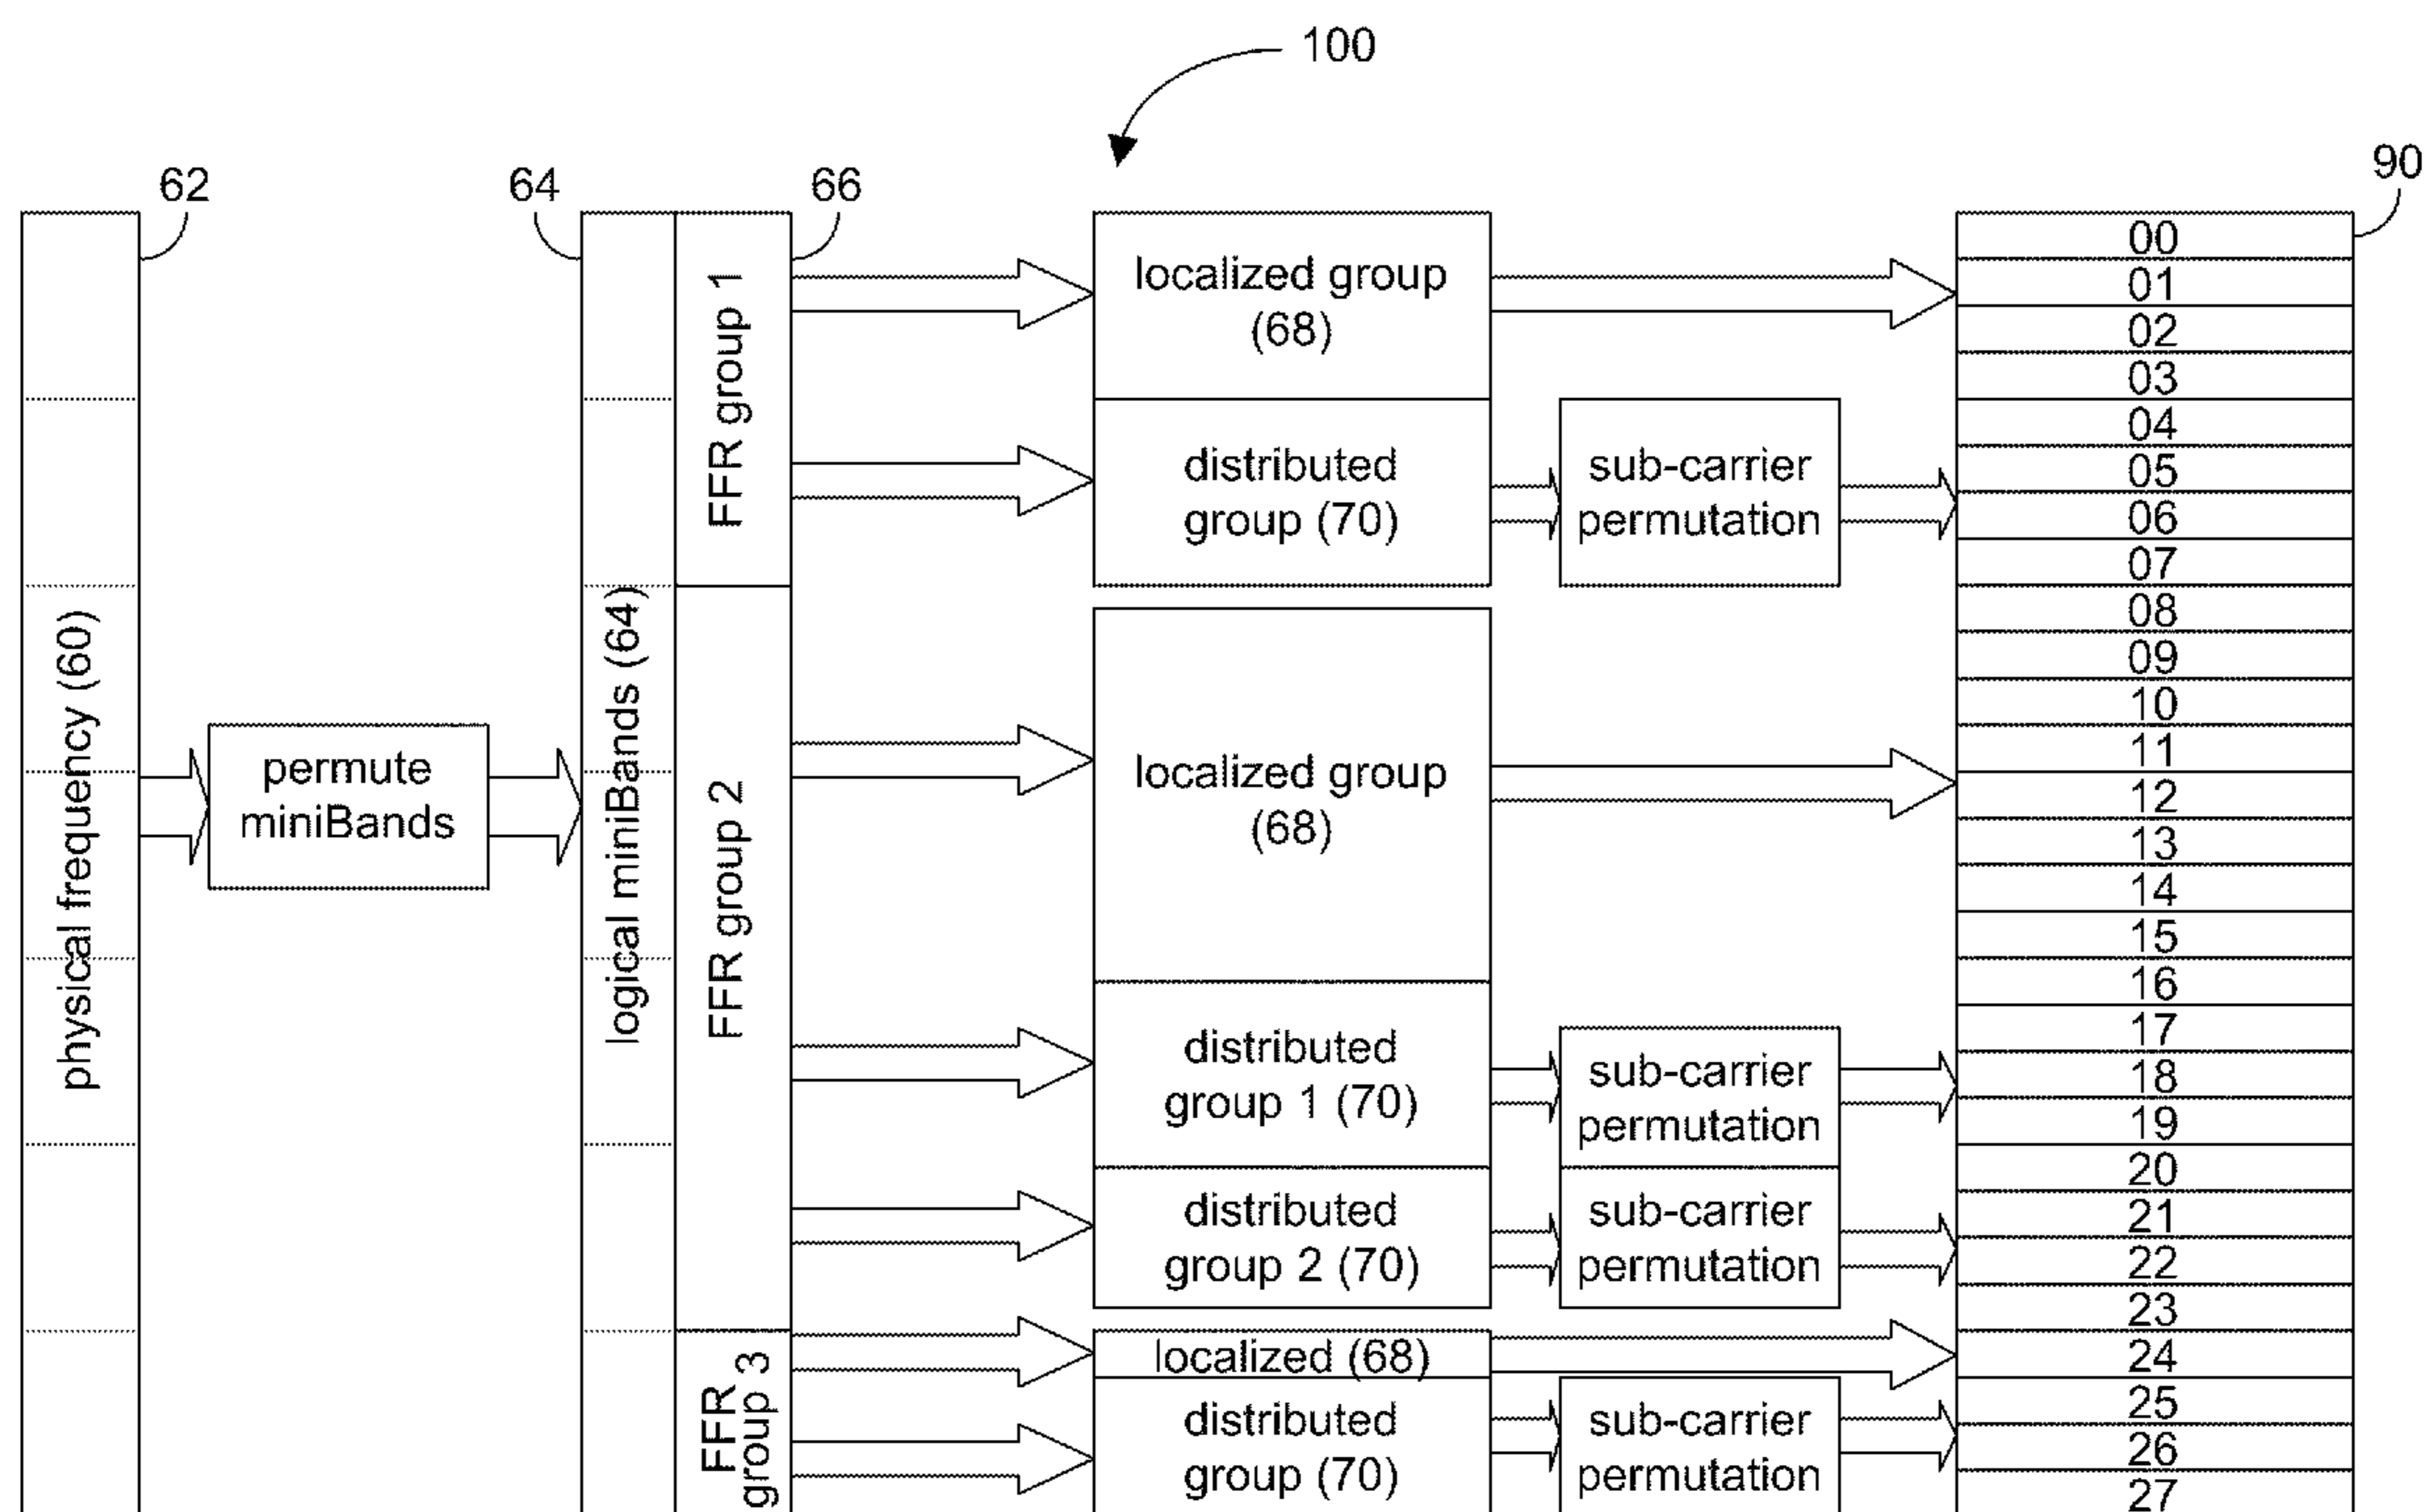 100
62
64
66
90
physical frequency (60)
permute
miniBands
logical miniBands (64)
FFR group 1
FFR group 2
FFR
group 3
localized group
(68)
distributed
group (70)
sub-carrier
permutation
localized group
(68)
distributed
group 1 (70)
sub-carrier
permutation
distributed
group 2 (70)
sub-carrier
permutation
localized (68)
distributed
group (70)
sub-carrier
permutation
00
01
02
03
04
05
06
07
08
09
10
11
12
13
14
15
16
17
18
19
20
21
22
23
24
25
26
27